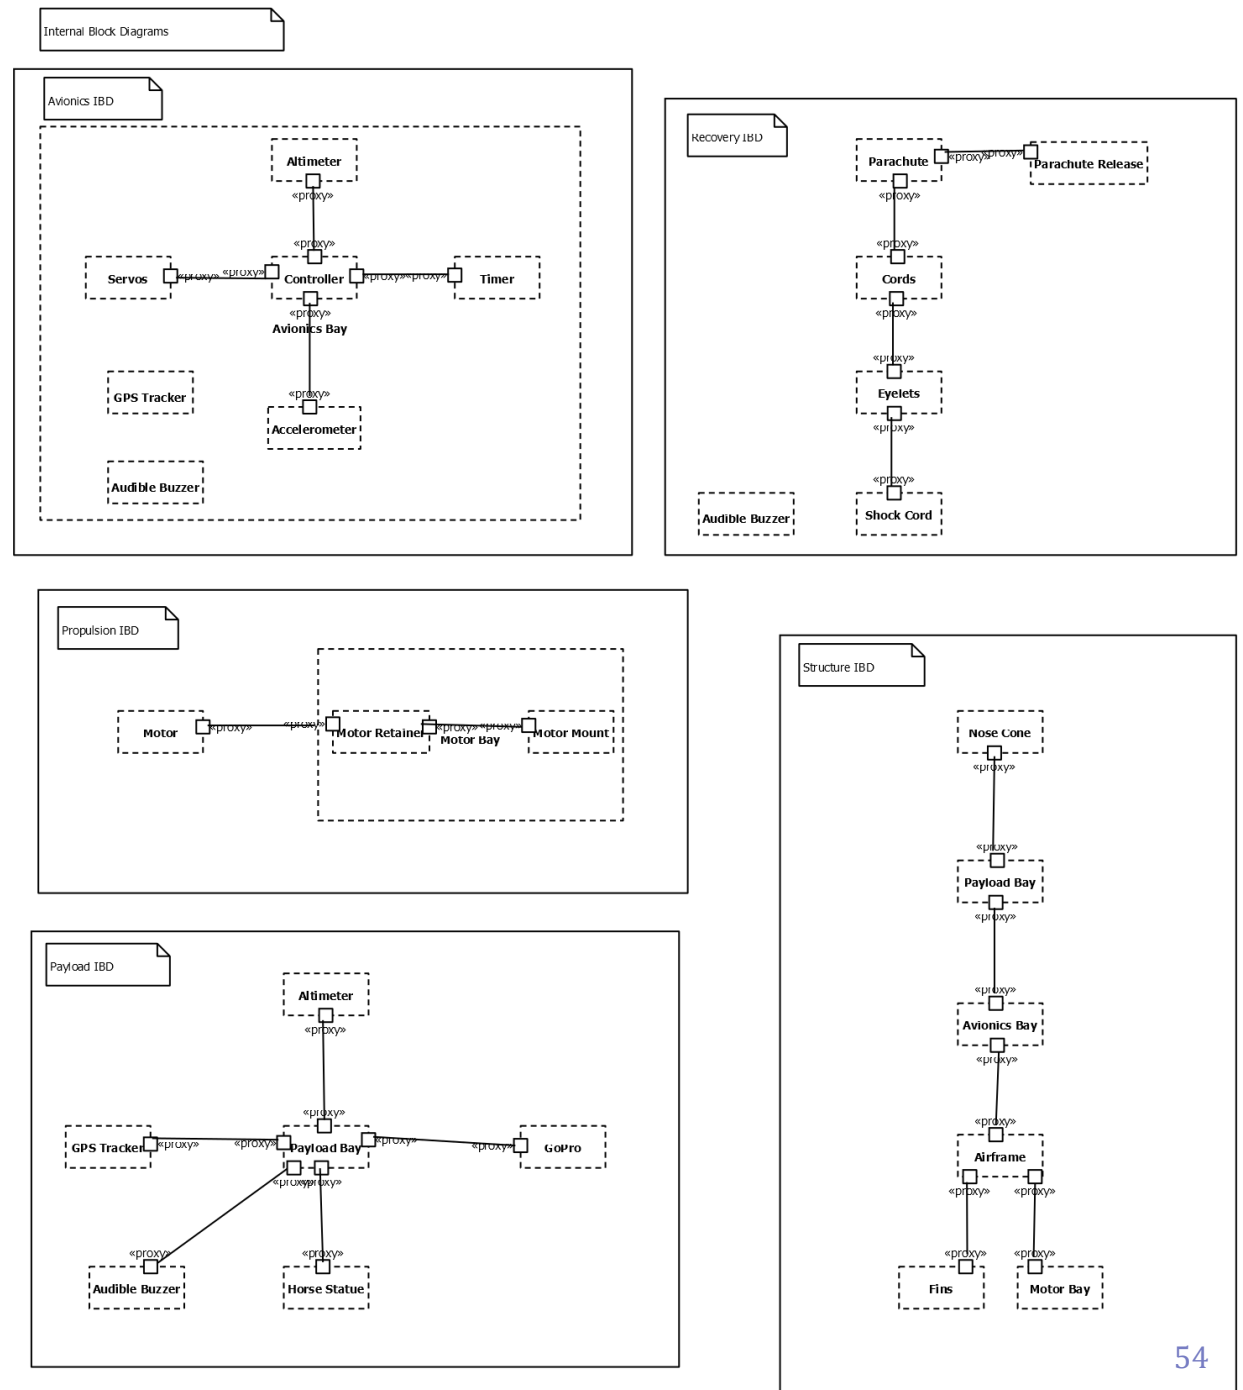 Internal Block Diagrams
Avionics IBD
Altimeter
«proxy»
«proxy»
Servos
«proxy»
«proxy»
Controller
«proxy»
«proxy»
Timer
«proxy»
Avionics Bay
GPS Tracker
«proxy»
Accelerometer
Audible Buzzer
Recovery IBD
Parachute
«proxy»
«proxy»
Parachute Release
«proxy»
«proxy»
Cords
«proxy»
«proxy»
Eyelets
«proxy»
«proxy»
Audible Buzzer
Shock Cord
Propulsion IBD
Motor
«proxy»
«proxy»
Motor Retainer
«proxy»
«proxy»
Motor Mount
Motor Bay
Structure IBD
Nose Cone
«proxy»
«proxy»
Payload Bay
«proxy»
«proxy»
Avionics Bay
«proxy»
«proxy»
Airframe
«proxy»
«proxy»
«proxy»
«proxy»
Fins
Motor Bay
Payload IBD
Altimeter
«proxy»
«proxy»
GPS Tracker
«proxy»
«proxy»
Payload Bay
«proxy»
«proxy»
GoPro
«proxy»
«proxy»
«proxy»
«proxy»
Audible Buzzer
Horse Statue
54